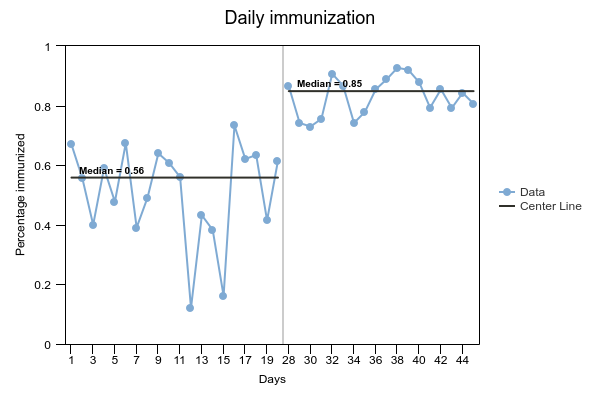 Daily immunization
1
0.8
0.6
0.4
0.2
0
Percentage immunized
Median = 0.56
Median = 0.85
1 3 5 7 9 11 13 15 17 19 28 30 32 34 36 38 40 42 44
Days
Data
Center Line